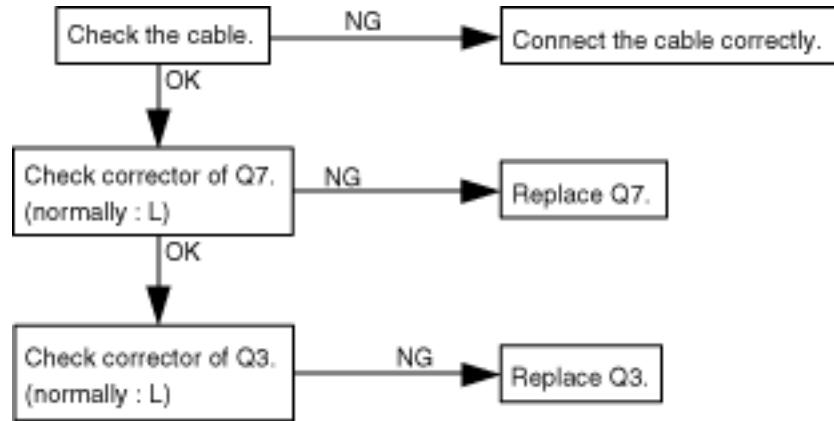 Check the cable.
NG
Connect the cable correctly.
OK
Check corrector of Q7.
(normally : L)
NG
Replace Q7.
OK
Check corrector of Q3.
(normally : L)
NG
Replace Q3.